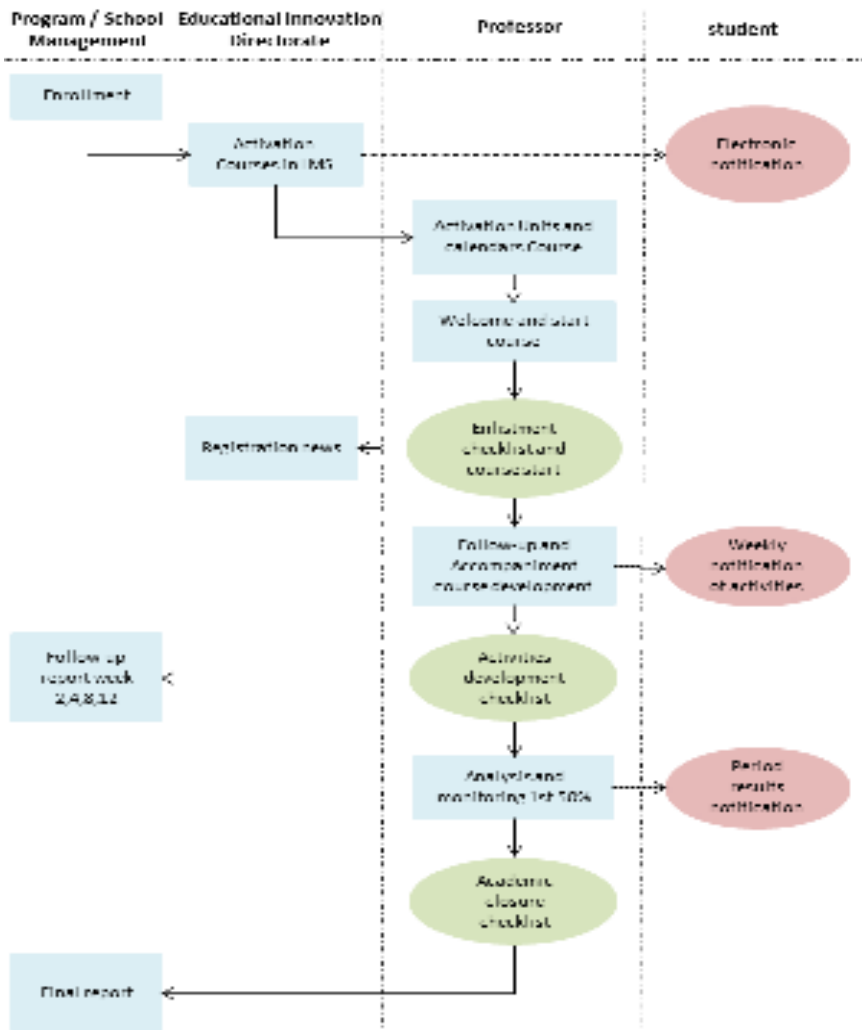 Program / School
Management
Educational Innovation
Directorate
Professor
student
Enrollment
Activation
Courses in LMS
Electronic
notification
Activation Units and
calendars Course
Welcome and start
course
Registration news
Enlistment
checklist and
course start
Follow-up and
Accompaniment
course development
Weekly
notification
of activities
Follow-up
report week
2,4,8,12
Activities
development
checklist
Analysis and
monitoring 1st 50%
Period
results
notification
Academic
closure
checklist
Final report